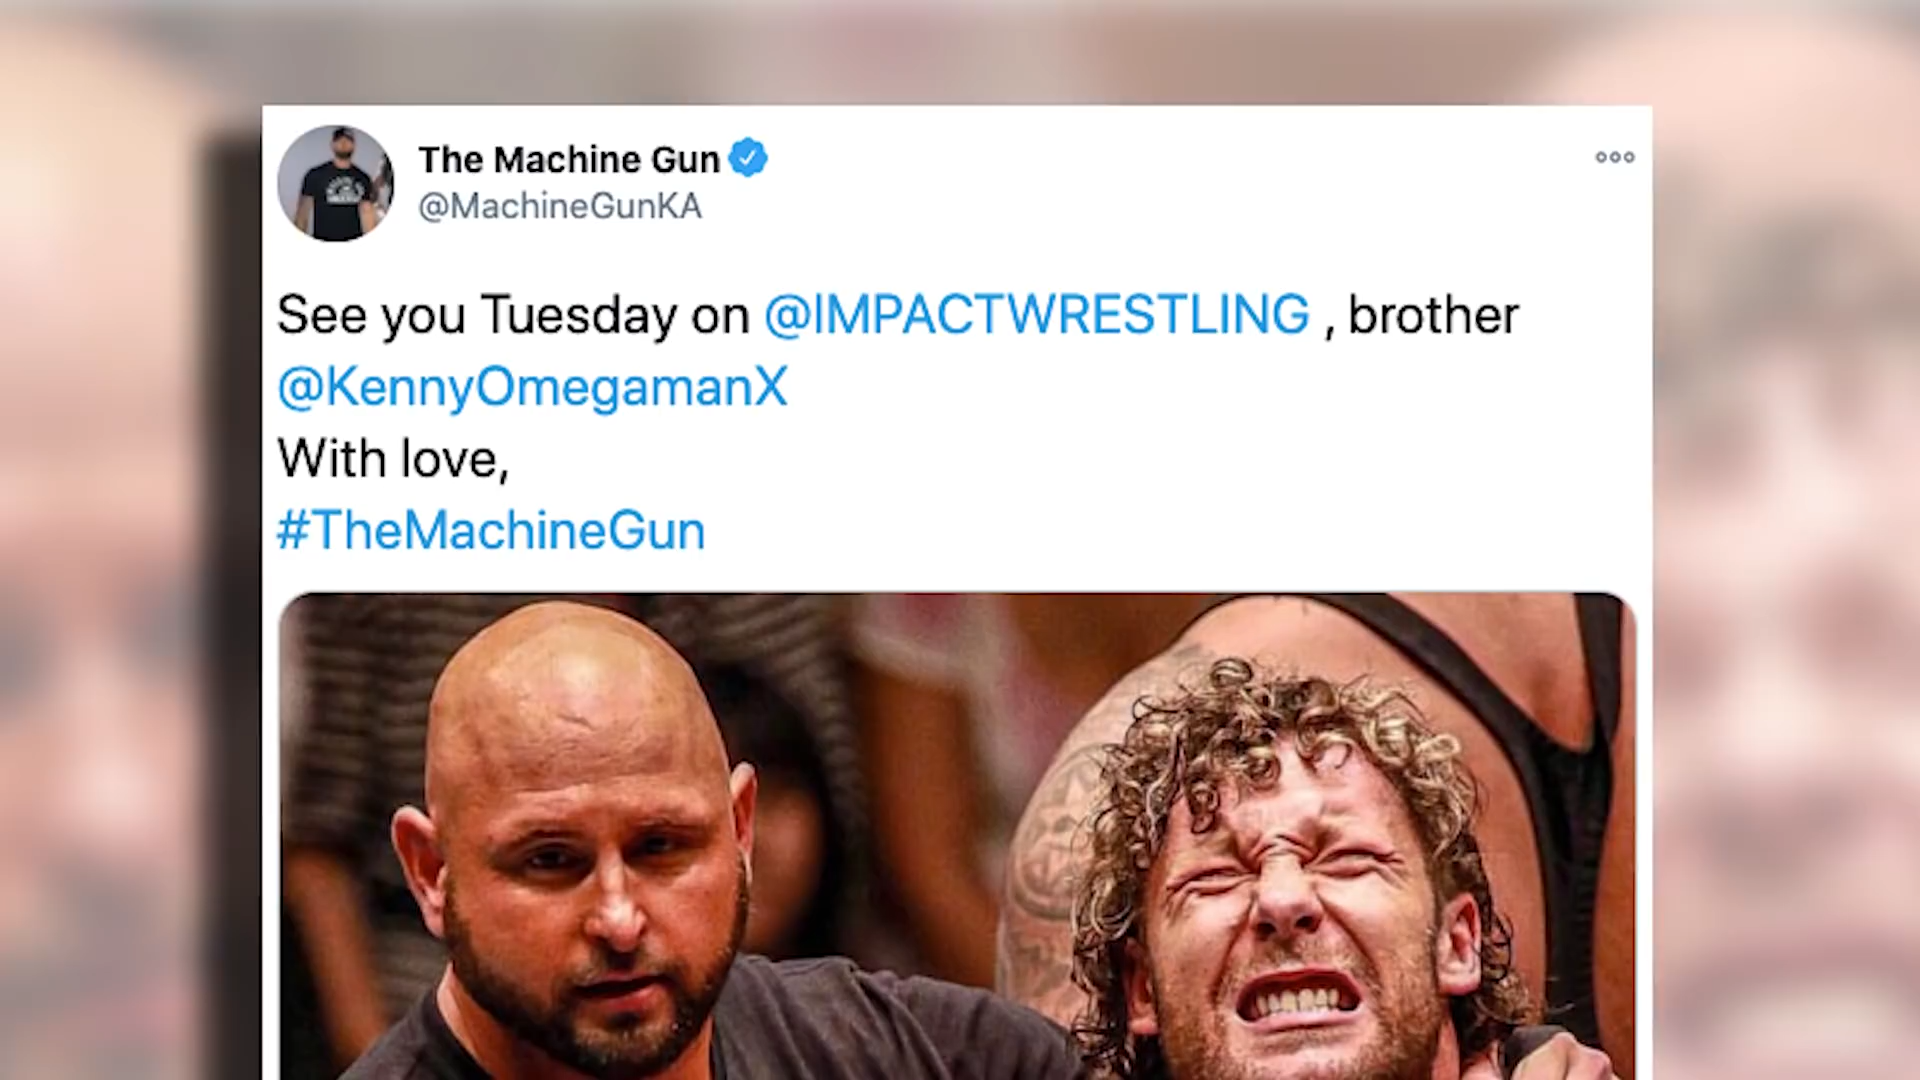 The Machine Gun
@MachineGunKA
See you Tuesday on @IMPACTWRESTLING , brother
@KennyOmegamanX
With love,
#TheMachineGun